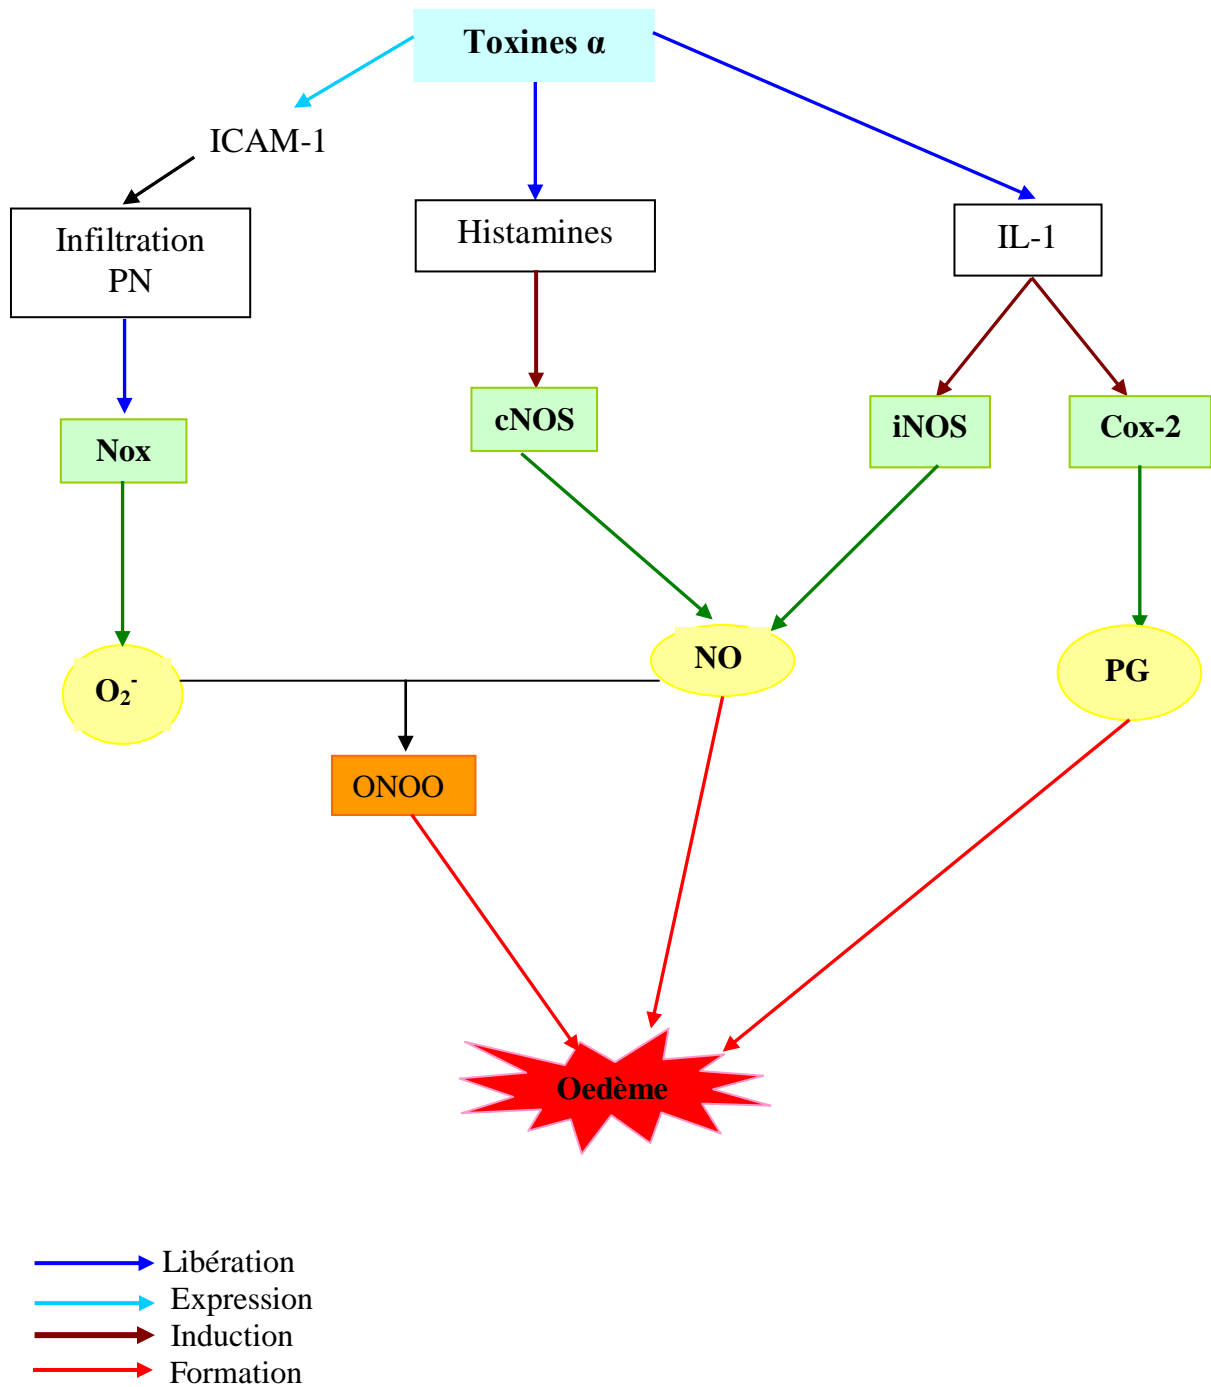 Toxines α
ICAM-1
Infiltration
PN
Histamines
IL-1
Nox
cNOS
iNOS
Cox-2
O₂⁻
NO
PG
ONOO
Oedème
Libération
Expression
Induction
Formation